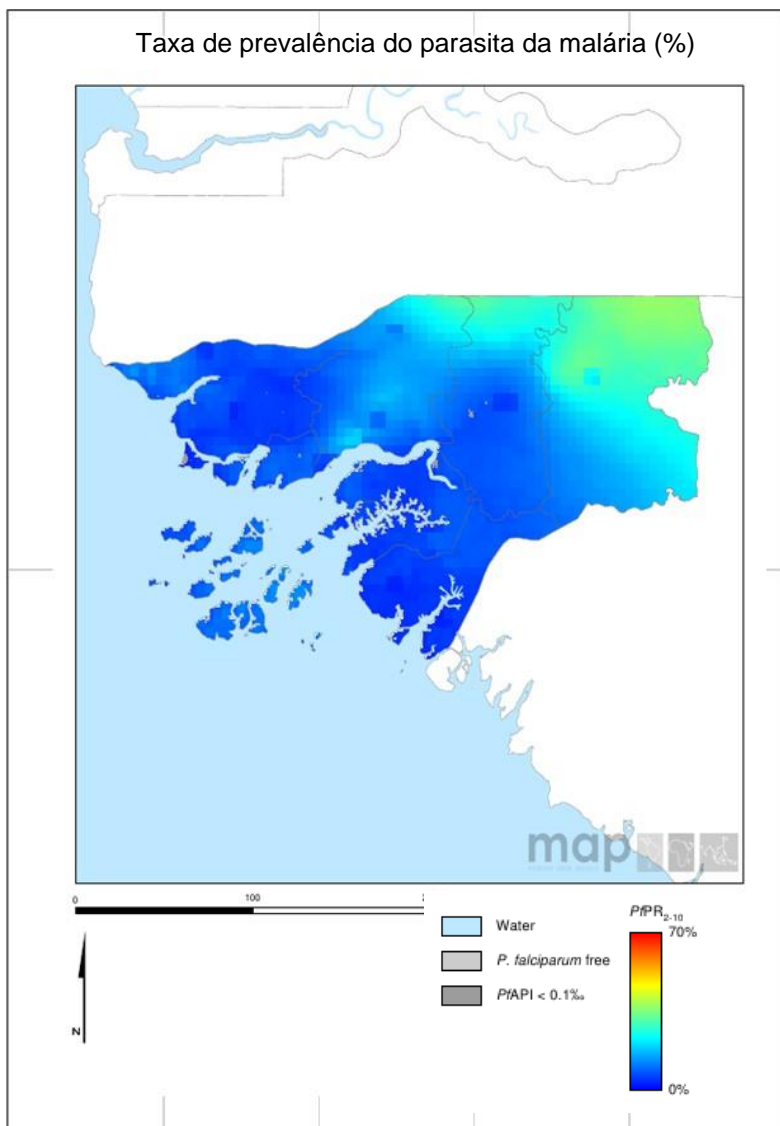 Taxa de prevalência do parasita da malária (%)
map
0 100
Water
P. falciparum free
PfAPI < 0.1‰
PfPR2-10
70%
0%
N